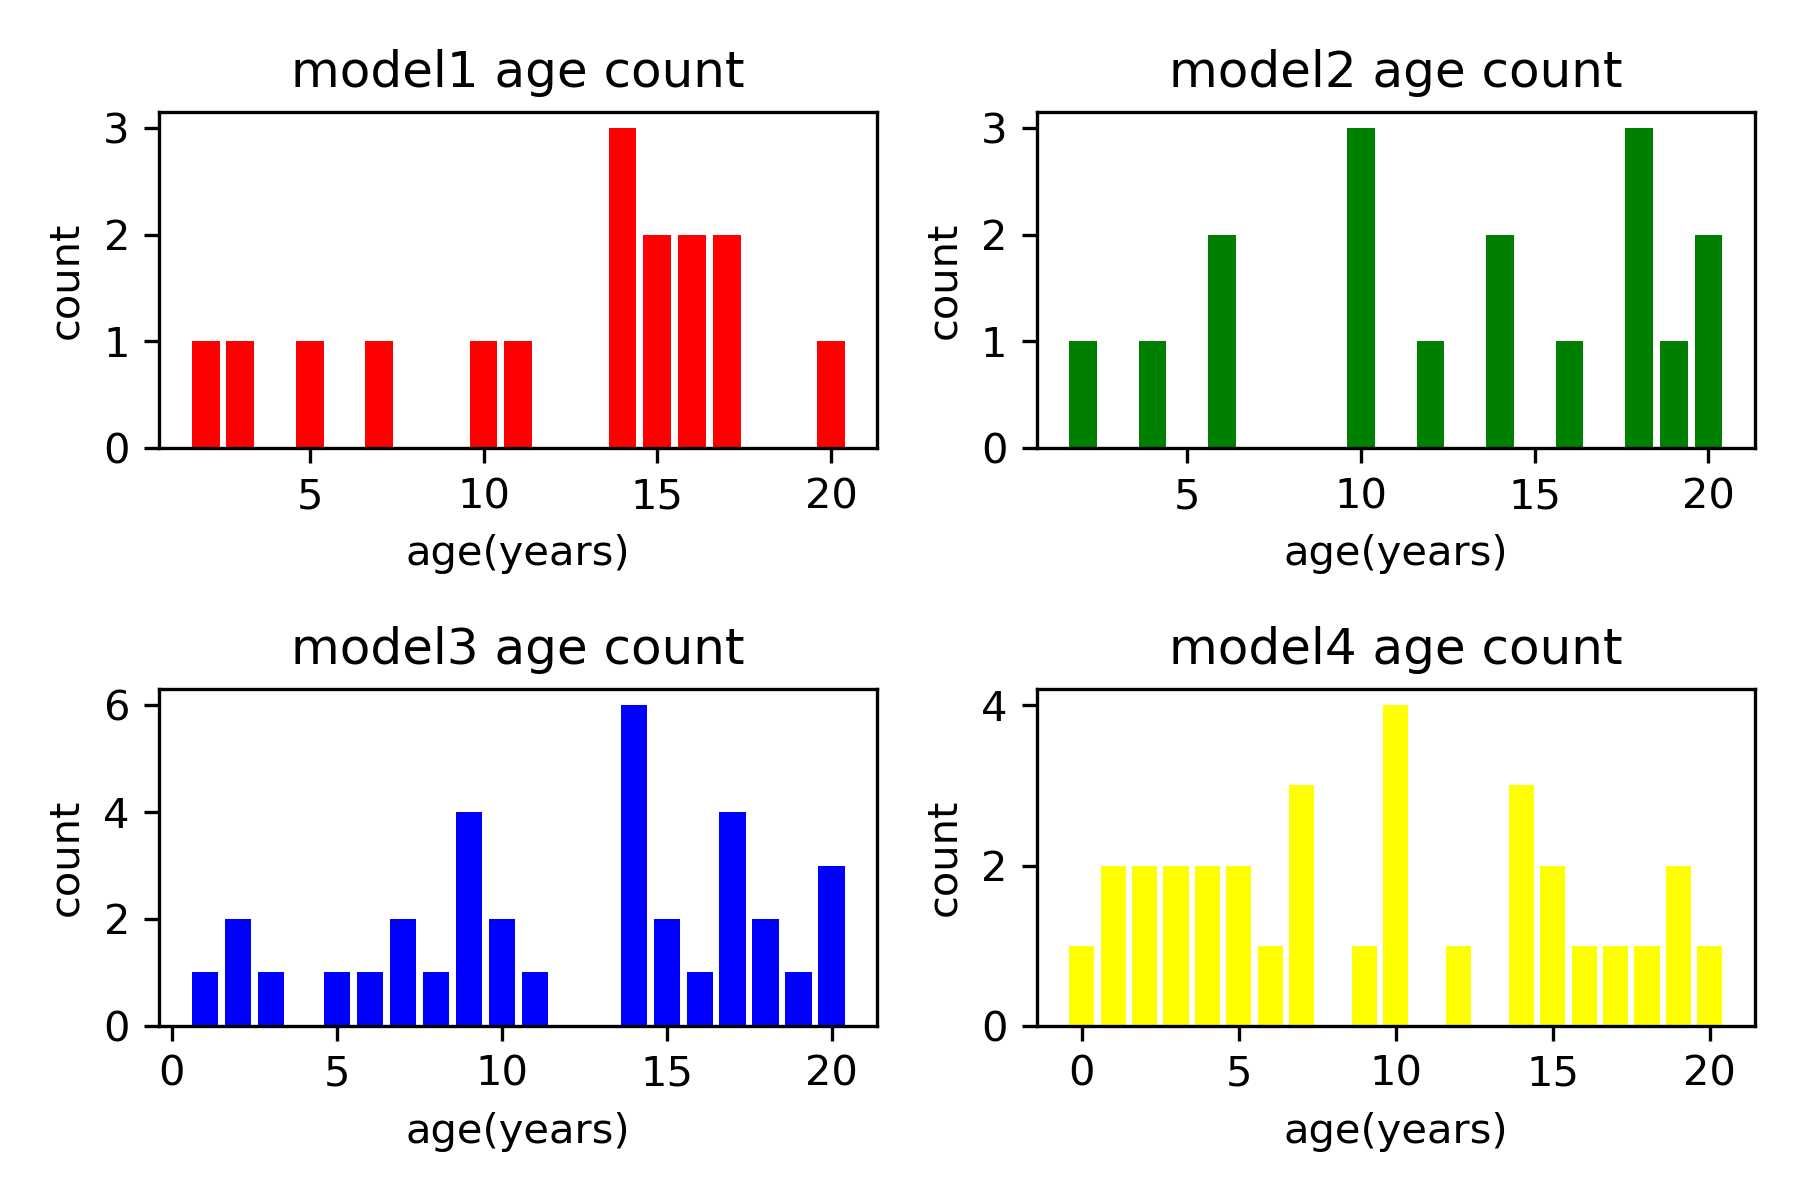 model1 age count
3
2
1
0
count
5 10 15 20
age(years)
model2 age count
3
2
1
0
count
5 10 15 20
age(years)
model3 age count
6
4
2
0
count
0 5 10 15 20
age(years)
model4 age count
4
2
0
count
0 5 10 15 20
age(years)